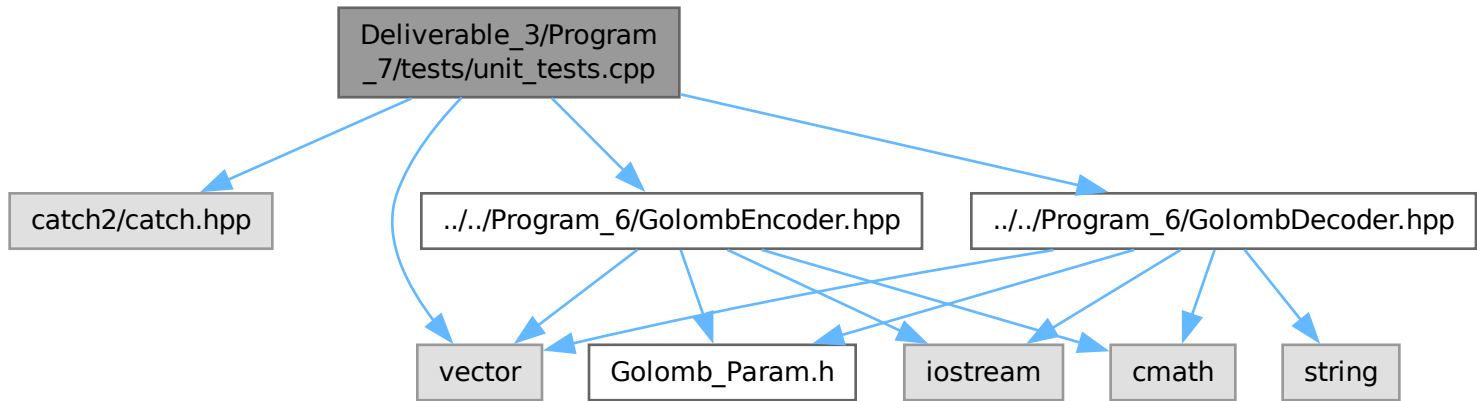 Deliverable_3/Program
_7/tests/unit_tests.cpp
catch2/catch.hpp
../../Program_6/GolombEncoder.hpp
../../Program_6/GolombDecoder.hpp
vector
Golomb_Param.h
iostream
cmath
string